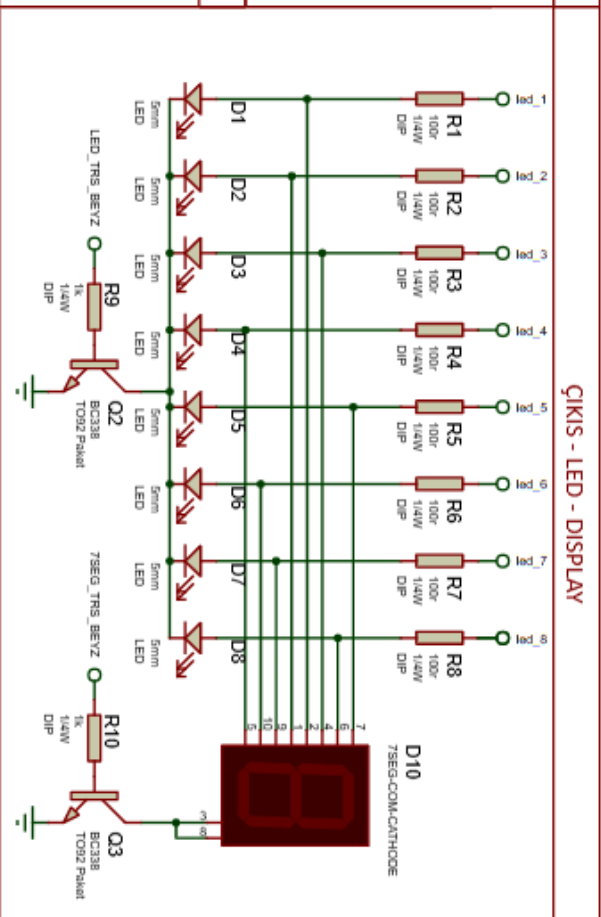 ÇIKIS - LED - DISPLAY
led_1
led_2
led_3
led_4
led_5
led_6
led_7
led_8
R1
100r
1/4W
DIP
R2
100r
1/4W
DIP
R3
100r
1/4W
DIP
R4
100r
1/4W
DIP
R5
100r
1/4W
DIP
R6
100r
1/4W
DIP
R7
100r
1/4W
DIP
R8
100r
1/4W
DIP
D1
5mm
LED
D2
5mm
LED
D3
5mm
LED
D4
5mm
LED
D5
5mm
LED
D6
5mm
LED
D7
5mm
LED
D8
5mm
LED
LED_TRS_BEYZ
R9
1k
1/4W
DIP
Q2
BC338
TO92 Paket
7SEG_TRS_BEYZ
R10
1k
1/4W
DIP
Q3
BC338
TO92 Paket
D10
7SEG-COM-CATHODE
5
10
9
1
2
4
6
7
3
8